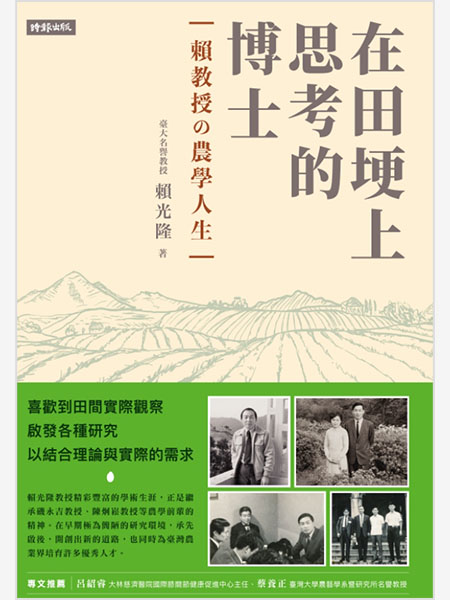 時報出版
在田埂上
思考的
博士
賴教授の農學人生
臺大名譽教授 賴光隆 著
喜歡到田間實際觀察
啟發各種研究
以結合理論與實際的需求
賴光隆教授精彩豐富的學術生涯，正是繼
承磯永吉教授、陳炯崧教授等農學前輩的
精神。在早期極為簡陋的研究環境，承先
啟後，開創出新的道路，也同時為臺灣農
業界培育許多優秀人才。
專文推薦 呂紹睿 大林慈濟醫院國際膝關節健康促進中心主任、蔡養正 臺灣大學農藝學系暨研究所名譽教授